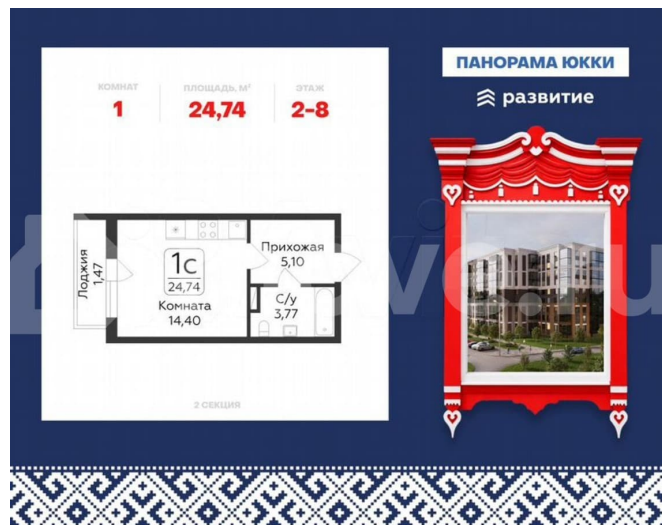 КОМНАТ
1
ПЛОЩАДЬ, М²
24,74
ЭТАЖ
2-8
ПАНОРАМА ЮККИ
развитие
Лоджия
1,47
1С
24,74
Комната
14,40
Прихожая
5,10
С/у
3,77
2 СЕКЦИЯ